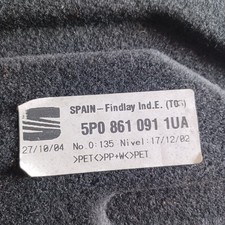 SPAIN-Findlay Ind.E. (TO-)
5P0 861 091 1UA
27/10/04 No.0:135 Nivel:17/12/02
>PET<>PP+W<>PET